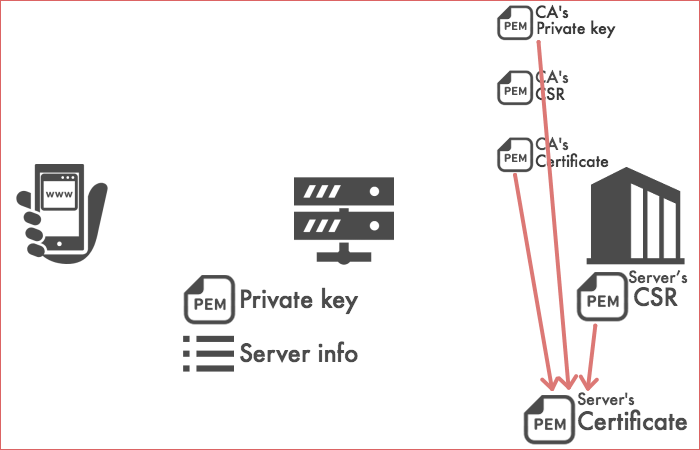 PEM
CA's
Private key
PEM
CA's
CSR
PEM
CA's
Certificate
www
PEM
Private key
Server info
PEM
Server's
CSR
PEM
Server's
Certificate